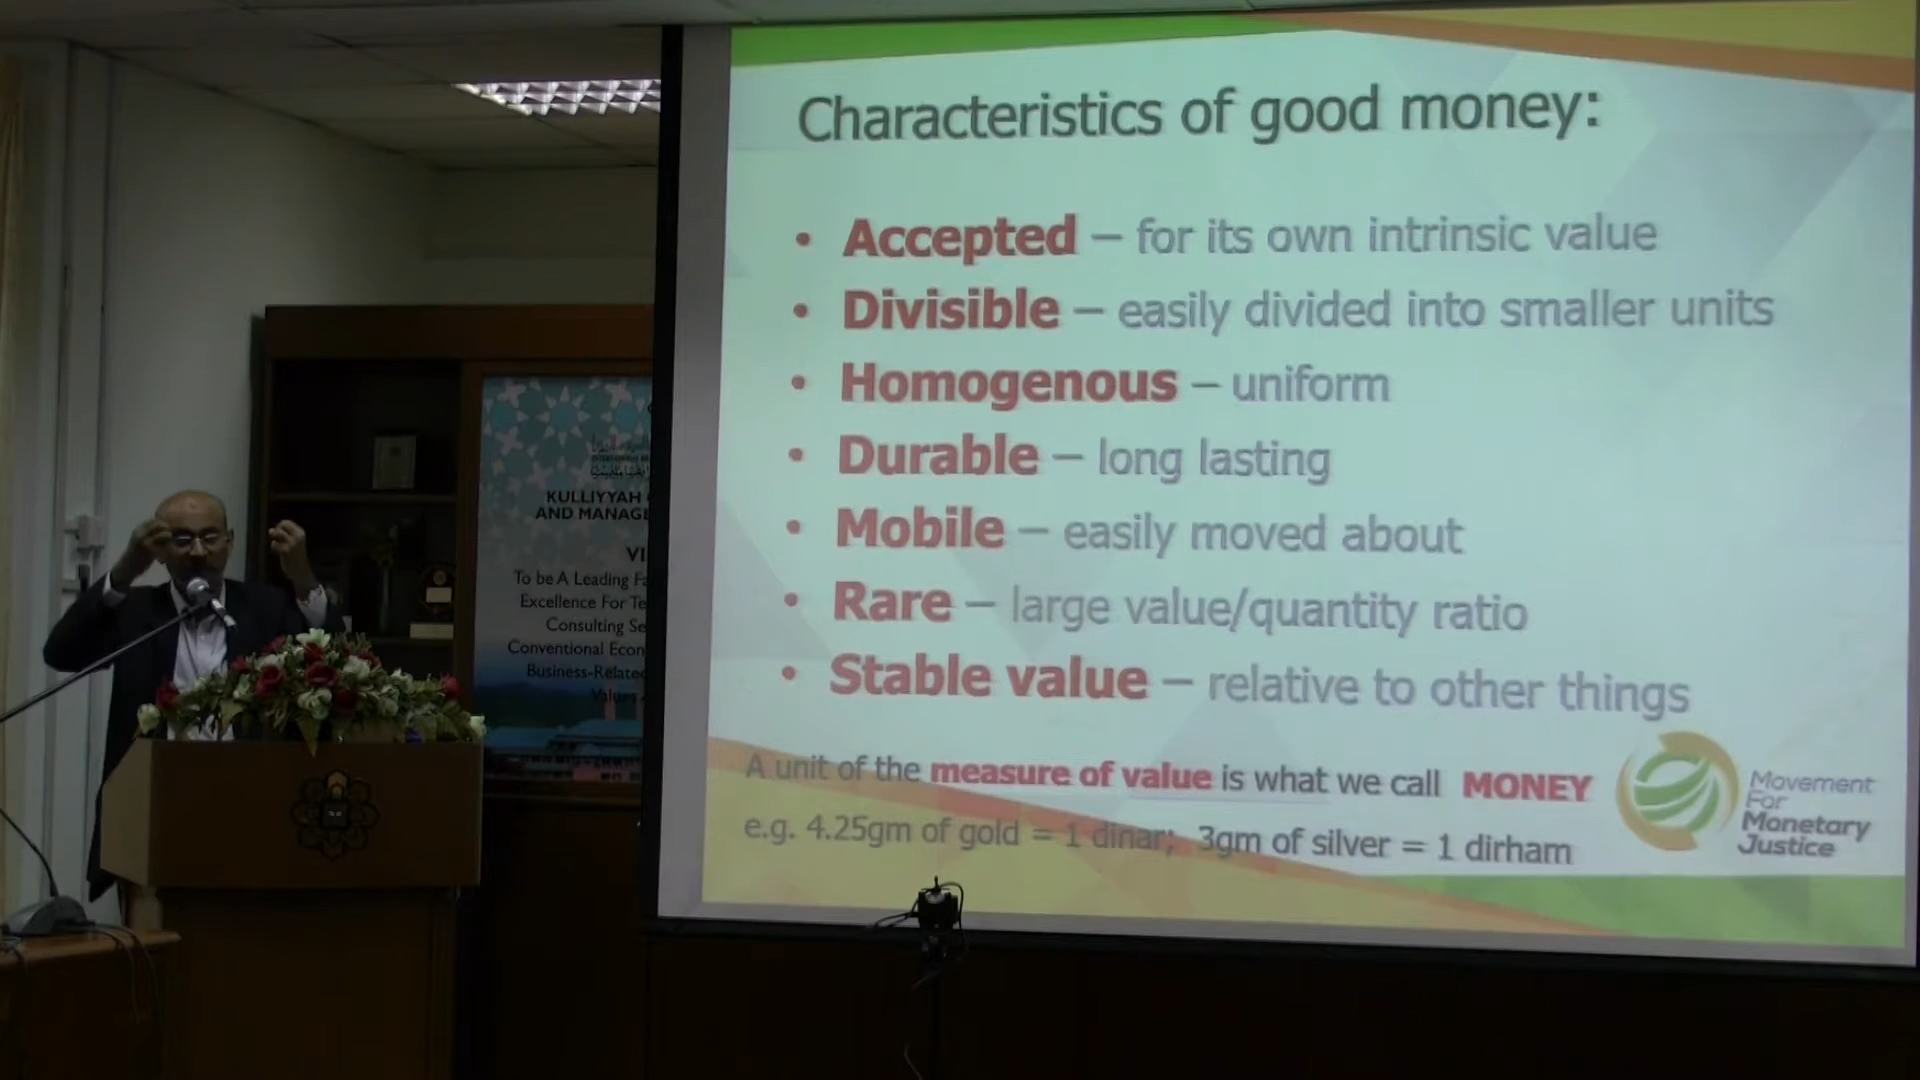 Characteristics of good money:
• Accepted – for its own intrinsic value
• Divisible – easily divided into smaller units
• Homogenous – uniform
• Durable – long lasting
• Mobile – easily moved about
• Rare – large value/quantity ratio
• Stable value – relative to other things
A unit of the measure of value is what we call MONEY
e.g. 4.25gm of gold = 1 dinar; 3gm of silver = 1 dirham
Movement
For
Monetary
Justice
KULLIYYAH
AND MANAGE
VI
To be A Leading Fa
Excellence For Te
Consulting Se
Conventional Econ
Business-Related
Values